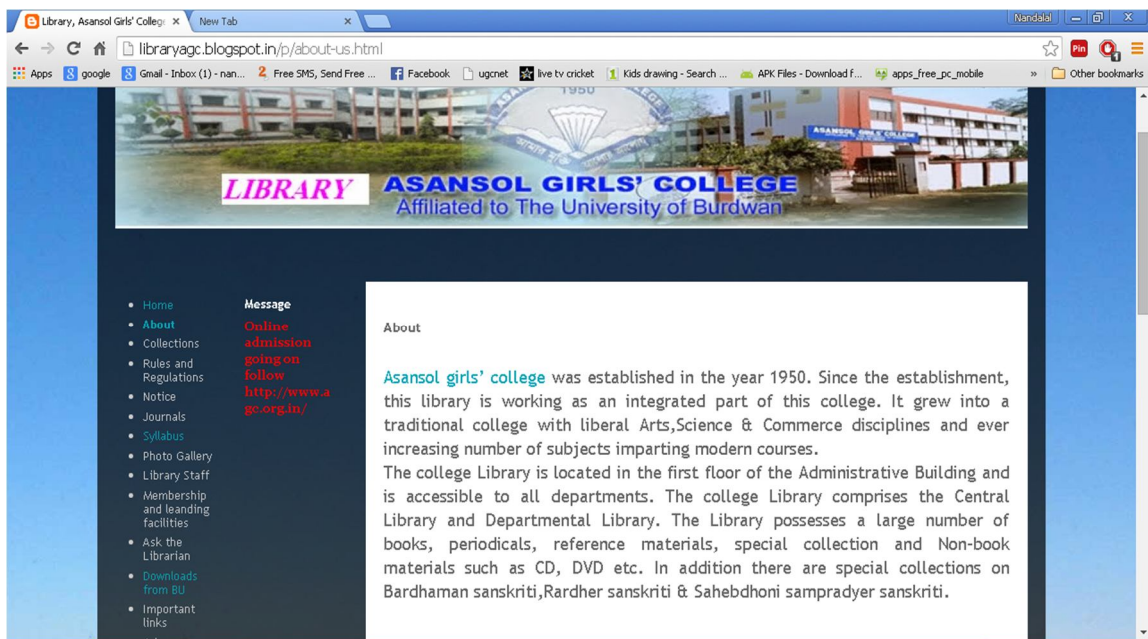 Library, Asansol Girls' College
New Tab
Nandalal
libraryagc.blogspot.in/p/about-us.html
Pin
Apps
google
Gmail - Inbox (1) - nan...
Free SMS, Send Free ...
Facebook
ugcnet
live tv cricket
Kids drawing - Search ...
APK Files - Download f...
apps_free_pc_mobile
»
Other bookmarks
1950
ASANSOL GIRLS' COLLEGE
LIBRARY
ASANSOL GIRLS' COLLEGE
Affiliated to The University of Burdwan
Home
About
Collections
Rules and
Regulations
Notice
Journals
Syllabus
Photo Gallery
Library Staff
Membership
and leanding
facilities
Ask the
Librarian
Downloads
from BU
Important
links
Message
Online
admission
going on
follow
http://www.a
gc.org.in/
About
Asansol girls' college was established in the year 1950. Since the establishment,
this library is working as an integrated part of this college. It grew into a
traditional college with liberal Arts,Science & Commerce disciplines and ever
increasing number of subjects imparting modern courses.
The college Library is located in the first floor of the Administrative Building and
is accessible to all departments. The college Library comprises the Central
Library and Departmental Library. The Library possesses a large number of
books, periodicals, reference materials, special collection and Non-book
materials such as CD, DVD etc. In addition there are special collections on
Bardhaman sanskriti,Rardher sanskriti & Sahebdhoni sampradyer sanskriti.